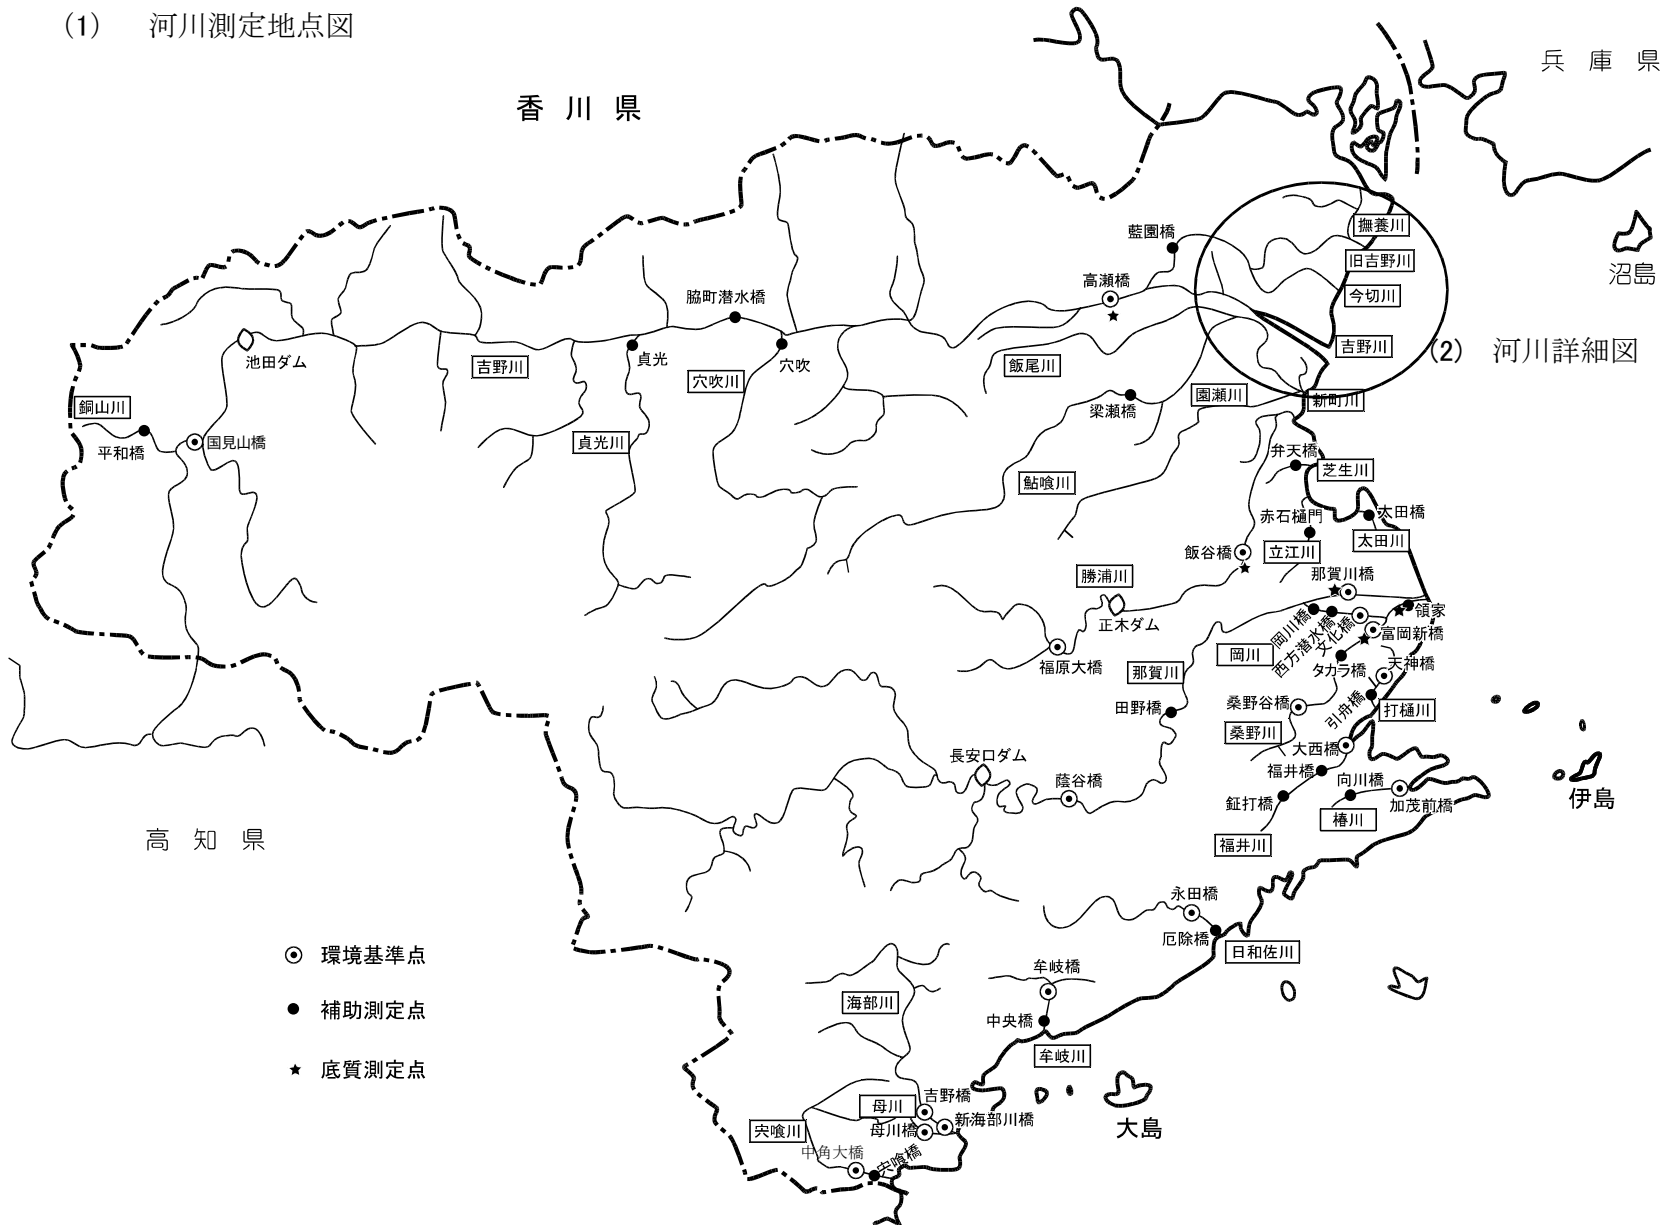 (1) 河川測定地点図
兵庫県
香川県
撫養川
藍園橋
旧吉野川
沼島
高瀬橋
今切川
脇町潜水橋
吉野川
(2) 河川詳細図
池田ダム
吉野川
貞光
穴吹
飯尾川
穴吹川
園瀬川
新町川
銅山川
梁瀬橋
平和橋
国見山橋
貞光川
弁天橋
芝生川
鮎喰川
赤石樋門
太田橋
太田川
飯谷橋
立江川
勝浦川
那賀川橋
正木ダム
岡川橋
西方潜水橋
文化橋
領家
富岡新橋
福原大橋
岡川
那賀川
タカラ橋
天神橋
田野橋
桑野谷橋
引舟橋
打樋川
桑野川
大西橋
長安口ダム
福井橋
蔭谷橋
向川橋
加茂前橋
伊島
鉦打橋
椿川
高知県
福井川
永田橋
厄除橋
日和佐川
環境基準点
牟岐橋
海部川
補助測定点
中央橋
牟岐川
底質測定点
吉野橋
母川
新海部川橋
大島
宍喰川
母川橋
中角大橋
宍喰橋